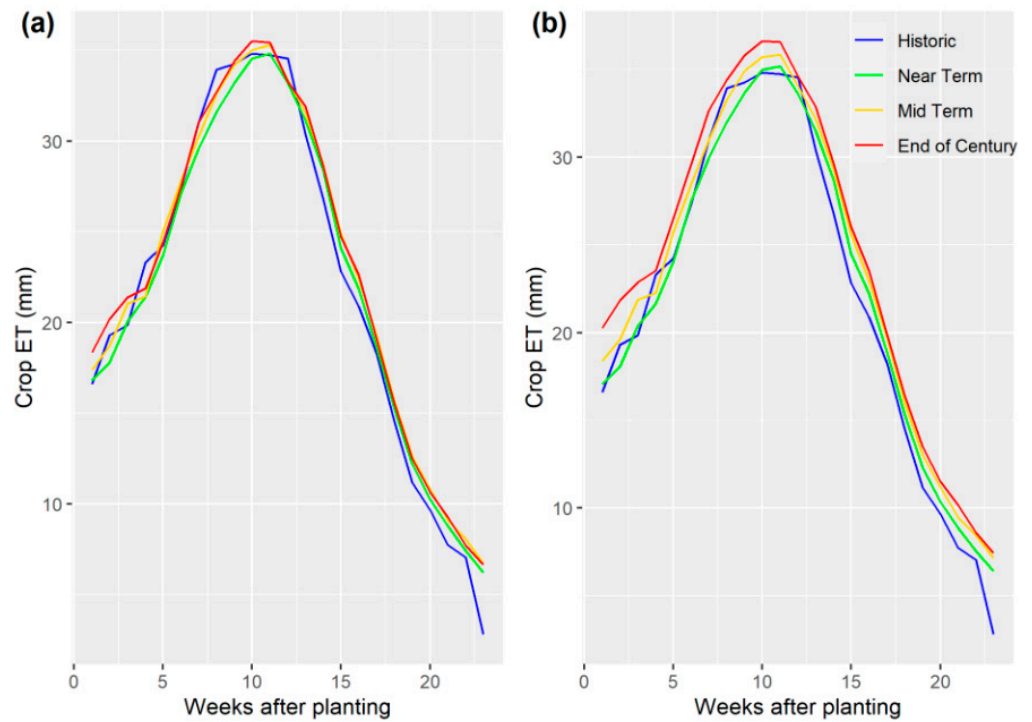 (a)
Crop ET (mm)
30
20
10
0
5
10
15
20
Weeks after planting
(b)
Historic
Near Term
Mid Term
End of Century
Crop ET (mm)
30
20
10
0
5
10
15
20
Weeks after planting